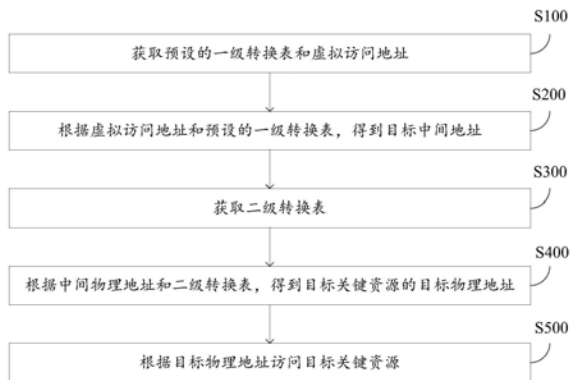 S100
获取预设的一级转换表和虚拟访问地址
S200
根据虚拟访问地址和预设的一级转换表，得到目标中间地址
S300
获取二级转换表
S400
根据中间物理地址和二级转换表，得到目标关键资源的目标物理地址
S500
根据目标物理地址访问目标关键资源